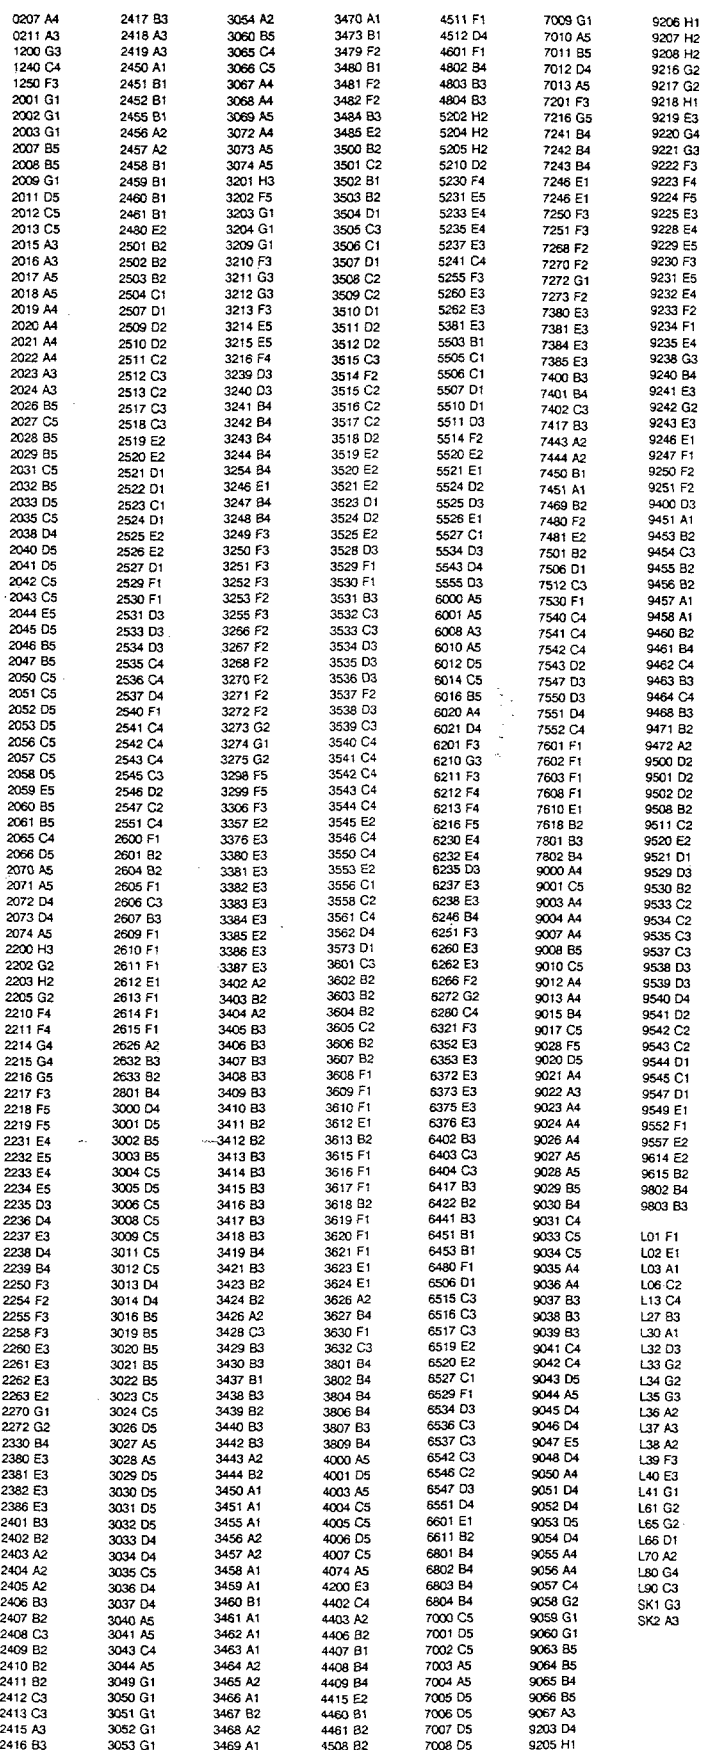 0207 A4
0211 A3
1200 G3
1240 C4
1250 F3
2001 G1
2002 G1
2003 G1
2007 B5
2008 B5
2009 G1
2011 D5
2012 C5
2013 C5
2015 A3
2016 A3
2017 A5
2018 A5
2019 A4
2020 A4
2021 A4
2022 A4
2023 A3
2024 A3
2026 B5
2027 C5
2028 B5
2029 B5
2031 C5
2032 B5
2033 D5
2035 C5
2038 D4
2040 D5
2041 D5
2042 C5
2043 C5
2044 E5
2045 D5
2046 B5
2047 B5
2050 C5
2051 C5
2052 D5
2053 D5
2056 C5
2057 C5
2058 D5
2059 E5
2060 B5
2061 B5
2065 C4
2066 D5
2070 A5
2071 A5
2072 D4
2073 D4
2074 A5
2200 H3
2202 G2
2203 H2
2205 G2
2210 F4
2211 F4
2214 G4
2215 G4
2216 G5
2217 F3
2218 F5
2219 F5
2231 E4
2232 E5
2233 E4
2234 E5
2235 D3
2236 D4
2237 E3
2238 D4
2239 B4
2250 F3
2254 F2
2255 F3
2258 F3
2260 E3
2261 E3
2262 E3
2263 E2
2270 G1
2272 G2
2330 B4
2380 E3
2381 E3
2382 E3
2386 E3
2401 B3
2402 B2
2403 A2
2404 A2
2405 A2
2406 B3
2407 B2
2408 C3
2409 B2
2410 B2
2411 B2
2412 C3
2413 C3
2415 A3
2416 B3
2417 B3
2418 A3
2419 A3
2450 A1
2451 B1
2452 B1
2455 B1
2456 A2
2457 A2
2458 B1
2459 B1
2460 B1
2461 B1
2480 E2
2501 B2
2502 B2
2503 B2
2504 C1
2507 D1
2509 D2
2510 D2
2511 C2
2512 C3
2513 C2
2517 C3
2518 C3
2519 E2
2520 E2
2521 D1
2522 D1
2523 C1
2524 D1
2525 E2
2526 E2
2527 D1
2529 F1
2530 F1
2531 D3
2533 D3
2534 D3
2535 C4
2536 C4
2537 D4
2540 F1
2541 C4
2542 C4
2543 C4
2545 C3
2546 D2
2547 C2
2551 C4
2600 F1
2601 B2
2604 B2
2605 F1
2606 C3
2607 B3
2609 F1
2610 F1
2611 F1
2612 E1
2613 F1
2614 F1
2615 F1
2626 A2
2632 B3
2633 B2
2801 B4
3000 D4
3001 D5
3002 B5
3003 B5
3004 C5
3005 D5
3006 C5
3008 C5
3009 C5
3011 C5
3012 C5
3013 D4
3014 D4
3016 B5
3019 B5
3020 B5
3021 B5
3022 B5
3023 C5
3024 C5
3026 D5
3027 A5
3028 A5
3029 D5
3030 D5
3031 D5
3032 D5
3033 D4
3034 D4
3035 C5
3036 D4
3037 D4
3040 A5
3041 A5
3043 C4
3044 A5
3049 G1
3050 G1
3051 G1
3052 G1
3053 G1
3054 A2
3060 B5
3065 C4
3066 C5
3067 A4
3068 A4
3069 A5
3072 A4
3073 A5
3074 A5
3201 H3
3202 F5
3203 G1
3204 G1
3209 G1
3210 F3
3211 G3
3212 G3
3213 F3
3214 E5
3215 E5
3216 F4
3239 D3
3240 D3
3241 B4
3242 B4
3243 B4
3244 B4
3254 B4
3246 E1
3247 B4
3248 B4
3249 F3
3250 F3
3251 F3
3252 F3
3253 F2
3255 F3
3266 F2
3267 F2
3268 F2
3270 F2
3271 F2
3272 F2
3273 G2
3274 G1
3275 G2
3298 F5
3299 F5
3306 F3
3357 E2
3376 E3
3380 E3
3381 E3
3382 E3
3383 E3
3384 E3
3385 E2
3386 E3
3387 E3
3402 A2
3403 B2
3404 A2
3405 B3
3406 B3
3407 B3
3408 B3
3409 B3
3410 B3
3411 B2
3412 B2
3413 B3
3414 B3
3415 B3
3416 B3
3417 B3
3418 B3
3419 B4
3421 B3
3423 B2
3424 B2
3426 A2
3428 C3
3429 B3
3430 B3
3437 B1
3438 B3
3439 B2
3440 B3
3442 B3
3443 A2
3444 B2
3450 A1
3451 A1
3455 A1
3456 A2
3457 A2
3458 A1
3459 A1
3460 B1
3461 A1
3462 A1
3463 A1
3464 A2
3465 A2
3466 A1
3467 B2
3468 A2
3469 A1
3470 A1
3473 B1
3479 F2
3480 B1
3481 F2
3482 F2
3484 B3
3485 E2
3500 B2
3501 C2
3502 B1
3503 B2
3504 D1
3505 C3
3506 C1
3507 D1
3508 C2
3509 C2
3510 D1
3511 D2
3512 D2
3515 C3
3514 F2
3515 C2
3516 C2
3517 C2
3518 D2
3519 E2
3520 E2
3521 E2
3523 D1
3524 D2
3525 E2
3528 D3
3529 F1
3530 F1
3531 B3
3532 C3
3533 C3
3534 D3
3535 D3
3536 D3
3537 F2
3538 D3
3539 C3
3540 C4
3541 C4
3542 C4
3543 C4
3544 C4
3545 E2
3546 C4
3550 C4
3553 E2
3556 C1
3558 C2
3561 C4
3562 D4
3573 D1
3601 C3
3602 B2
3603 B2
3604 B2
3605 C2
3606 B2
3607 B2
3608 F1
3609 F1
3610 F1
3612 E1
3613 B2
3615 F1
3616 F1
3617 F1
3618 B2
3619 F1
3620 F1
3621 F1
3623 E1
3624 E1
3626 A2
3627 B4
3630 F1
3632 C3
3801 B4
3802 B4
3804 B4
3806 B4
3807 B3
3809 B4
4000 A5
4001 D5
4003 A5
4004 C5
4005 C5
4006 D5
4007 C5
4074 A5
4200 E3
4402 C4
4403 A2
4406 B2
4407 B1
4408 B4
4409 B4
4415 E2
4460 B1
4461 B2
4508 B2
4511 F1
4512 D4
4601 F1
4802 B4
4803 B3
4804 B3
5202 H2
5204 H2
5205 H2
5210 D2
5230 F4
5231 E5
5233 E4
5235 E4
5237 E3
5241 C4
5255 F3
5260 E3
5262 E3
5381 E3
5503 B1
5505 C1
5506 C1
5507 D1
5510 D1
5511 D3
5514 F2
5520 E2
5521 E1
5524 D2
5525 D3
5526 E1
5527 C1
5534 D3
5543 D4
5555 D3
6000 A5
6001 A5
6008 A3
6010 A5
6012 D5
6014 C5
6016 B5
6020 A4
6021 D4
6201 F3
6210 G3
6211 F3
6212 F4
6213 F4
6216 F5
6230 E4
6232 E4
6235 D3
6237 E3
6238 E3
6246 B4
6251 F3
6260 E3
6262 E3
6266 F2
6272 G2
6280 C4
6321 F3
6352 E3
6353 E3
6372 E3
6373 E3
6375 E3
6376 E3
6402 B3
6403 C3
6404 C3
6417 B3
6422 B2
6441 B3
6451 B1
6453 B1
6480 F1
6506 D1
6515 C3
6516 C3
6517 C3
6519 E2
6520 E2
6527 C1
6529 F1
6534 D3
6536 C3
6537 C3
6542 C3
6546 C2
6547 D3
6551 D4
6601 E1
6611 B2
6801 B4
6802 B4
6803 B4
6804 B4
7000 C5
7001 D5
7002 C5
7003 A5
7004 A5
7005 D5
7006 D5
7007 D5
7008 D5
7009 G1
7010 A5
7011 B5
7012 D4
7013 A5
7201 F3
7216 G5
7241 B4
7242 B4
7243 B4
7246 E1
7246 E1
7250 F3
7251 F3
7268 F2
7270 F2
7272 G1
7273 F2
7380 E3
7381 E3
7384 E3
7385 E3
7400 B3
7401 B4
7402 C3
7417 B3
7443 A2
7444 A2
7450 B1
7451 A1
7469 B2
7480 F2
7481 E2
7501 B2
7506 D1
7512 C3
7530 F1
7540 C4
7541 C4
7542 C4
7543 D2
7547 D3
7550 D3
7551 D4
7552 C4
7601 F1
7602 F1
7603 F1
7608 F1
7610 E1
7618 B2
7801 B3
7802 B4
9000 A4
9001 C5
9003 A4
9004 A4
9007 A4
9008 B5
9010 C5
9012 A4
9013 A4
9015 B4
9017 C5
9028 F5
9020 D5
9021 A4
9022 A3
9023 A4
9024 A4
9026 A4
9027 A5
9028 A5
9029 B5
9030 B4
9031 C4
9033 C5
9034 C5
9035 A4
9036 A4
9037 B3
9038 B3
9039 B3
9041 C4
9042 C4
9043 D5
9044 A5
9045 D4
9046 D4
9047 E5
9048 D4
9050 A4
9051 D4
9052 D4
9053 D5
9054 D4
9055 A4
9056 A4
9057 C4
9058 G2
9059 G1
9060 G1
9063 B5
9064 B5
9065 B4
9066 B5
9067 A3
9203 D4
9205 H1
9206 H1
9207 H2
9208 H2
9216 G2
9217 G2
9218 H1
9219 E3
9220 G4
9221 G3
9222 F3
9223 F4
9224 F5
9225 E3
9228 E4
9229 E5
9230 F3
9231 E5
9232 E4
9233 F2
9234 F1
9235 E4
9238 G3
9240 B4
9241 E3
9242 G2
9243 E3
9246 E1
9247 F1
9250 F2
9251 F2
9400 D3
9451 A1
9453 B2
9454 C3
9455 B2
9456 B2
9457 A1
9458 A1
9460 B2
9461 B4
9462 C4
9463 B3
9464 C4
9468 B3
9471 B2
9472 A2
9500 D2
9501 D2
9502 D2
9508 B2
9511 C2
9520 E2
9521 D1
9529 D3
9530 B2
9533 C2
9534 C2
9535 C3
9537 C3
9538 D3
9539 D3
9540 D4
9541 D2
9542 C2
9543 C2
9544 D1
9545 C1
9547 D1
9549 E1
9552 F1
9557 E2
9614 E2
9615 B2
9802 B4
9803 B3
L01 F1
L02 E1
L03 A1
L06 C2
L13 C4
L27 B3
L30 A1
L32 D3
L33 G2
L34 G2
L35 G3
L36 A2
L37 A3
L38 A2
L39 F3
L40 E3
L41 G1
L61 G2
L65 G2
L66 D1
L70 A2
L80 G4
L90 C3
SK1 G3
SK2 A3